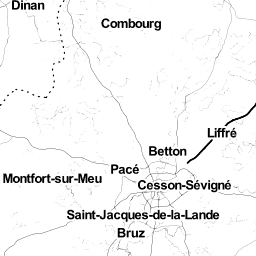 Dinan
Combourg
Liffré
Betton
Pacé
Montfort-sur-Meu
Cesson-Sévigné
Saint-Jacques-de-la-Lande
Bruz